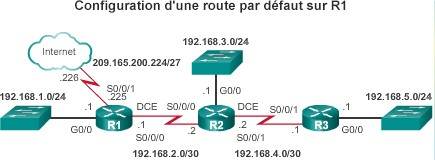 Configuration d'une route par défaut sur R1
Internet
192.168.3.0/24
.226
209.165.200.224/27
S0/0/1
.225
.1
G0/0
192.168.1.0/24
.1
G0/0
R1
DCE
S0/0/0
.1
S0/0/0
.2
R2
DCE
S0/0/1
.2
S0/0/1
.1
R3
.1
G0/0
192.168.5.0/24
192.168.2.0/30
192.168.4.0/30